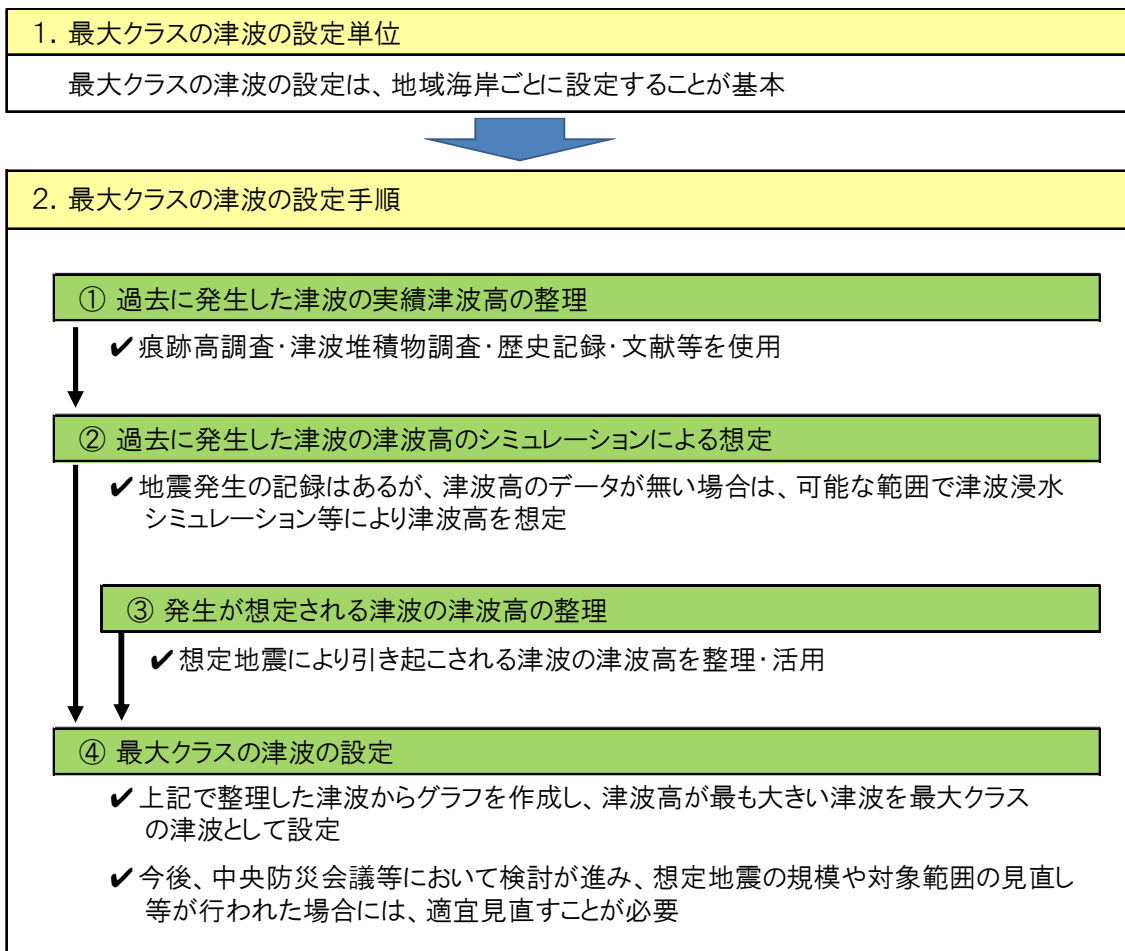 1．最大クラスの津波の設定単位
最大クラスの津波の設定は、地域海岸ごとに設定することが基本
2．最大クラスの津波の設定手順
① 過去に発生した津波の実績津波高の整理
✔痕跡高調査･津波堆積物調査･歴史記録･文献等を使用
② 過去に発生した津波の津波高のシミュレーションによる想定
✔地震発生の記録はあるが、津波高のデータが無い場合は、可能な範囲で津波浸水
シミュレーション等により津波高を想定
③ 発生が想定される津波の津波高の整理
✔想定地震により引き起こされる津波の津波高を整理･活用
④ 最大クラスの津波の設定
✔上記で整理した津波からグラフを作成し、津波高が最も大きい津波を最大クラス
の津波として設定
✔今後、中央防災会議等において検討が進み、想定地震の規模や対象範囲の見直し
等が行われた場合には、適宜見直すことが必要